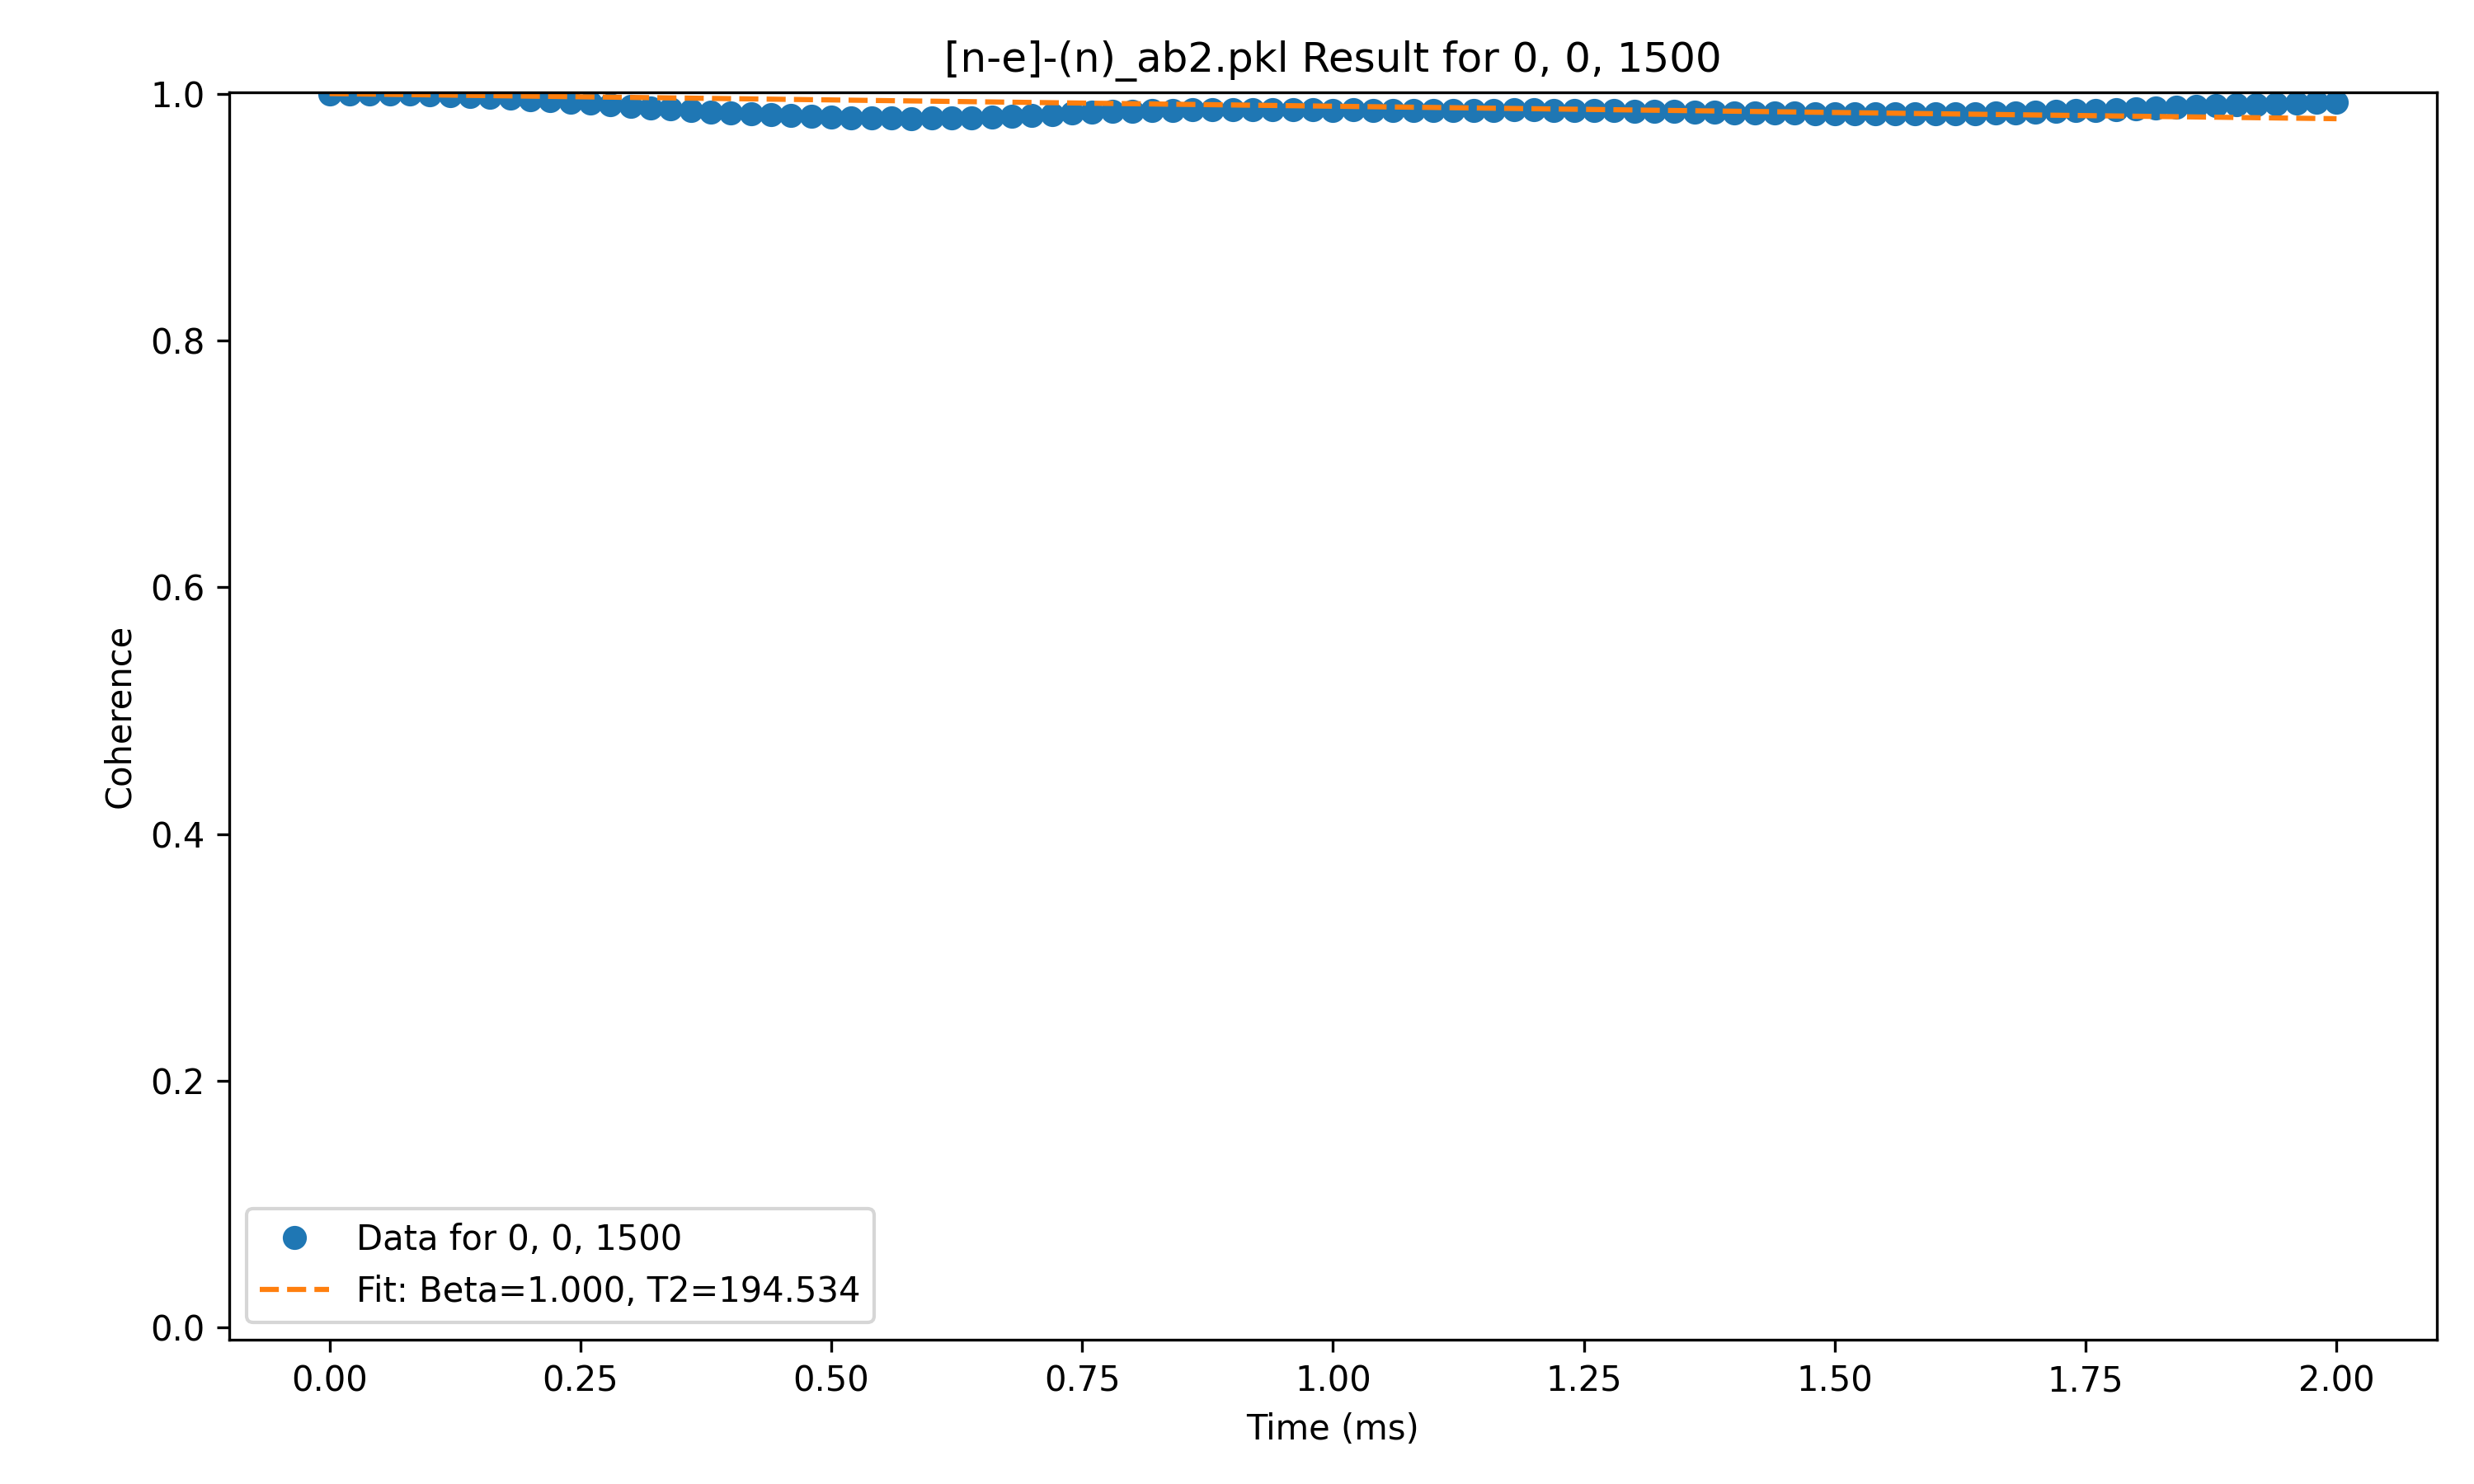 [n-e]-(n)_ab2.pkl Result for 0, 0, 1500
1.0
0.8
0.6
0.4
0.2
0.0
Coherence
Data for 0, 0, 1500
Fit: Beta=1.000, T2=194.534
0.00 0.25 0.50 0.75 1.00 1.25 1.50 1.75 2.00
Time (ms)